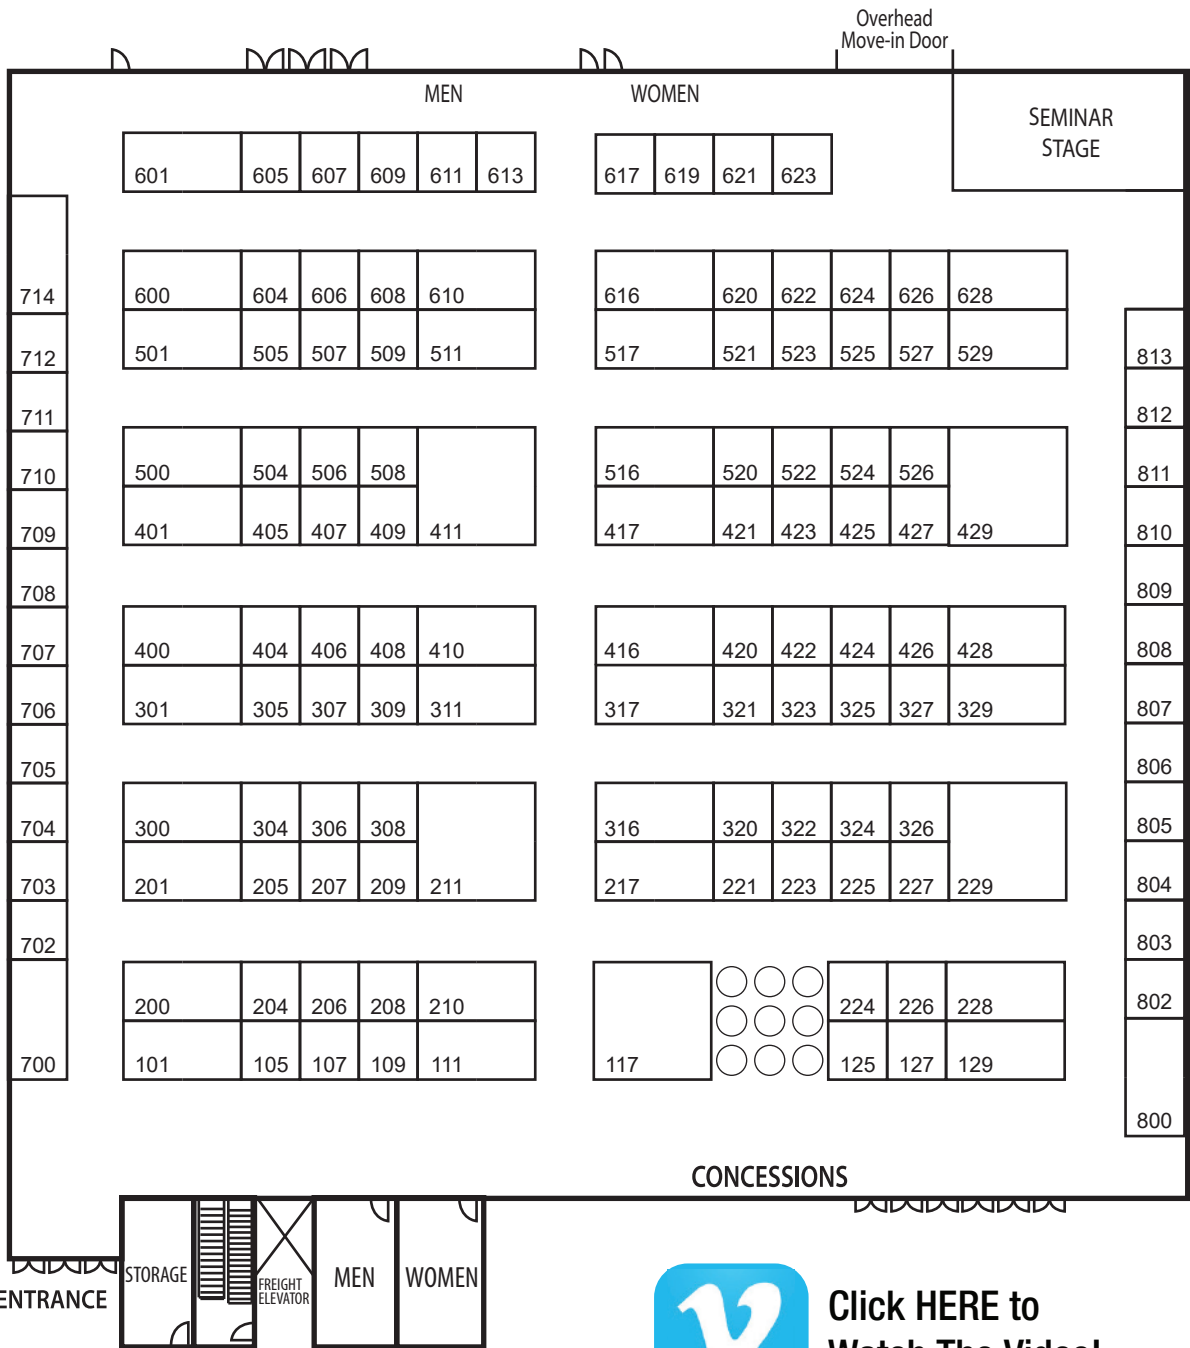 Overhead
Move-in Door
MEN WOMEN
SEMINAR
STAGE
601 605 607 609 611 613 617 619 621 623
714 600 604 606 608 610 616 620 622 624 626 628
712 501 505 507 509 511 517 521 523 525 527 529 813
711 812
710 500 504 506 508 516 520 522 524 526 811
709 401 405 407 409 411 417 421 423 425 427 429 810
708 809
707 400 404 406 408 410 416 420 422 424 426 428 808
706 301 305 307 309 311 317 321 323 325 327 329 807
705 806
704 300 304 306 308 316 320 322 324 326 805
703 201 205 207 209 211 217 221 223 225 227 229 804
702 803
200 204 206 208 210 224 226 228 802
700 101 105 107 109 111 117 125 127 129
800
CONCESSIONS
STORAGE
FREIGHT
ELEVATOR
MEN WOMEN
ENTRANCE
Click HERE to
Watch The Video!